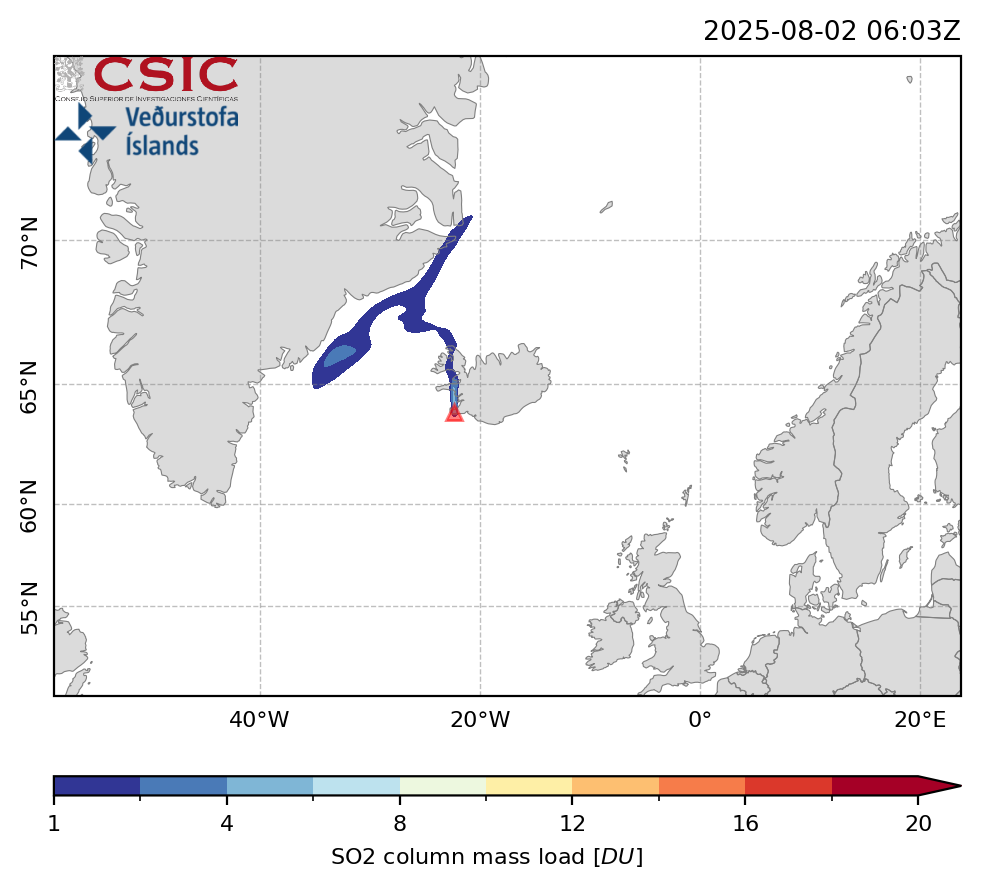 2025-08-02 06:03Z
CSIC
CONSEJO SUPERIOR DE INVESTIGACIONES CIENTÍFICAS
Veðurstofa
Íslands
70°N
65°N
60°N
55°N
40°W 20°W 0° 20°E
1 4 8 12 16 20
SO2 column mass load [DU]